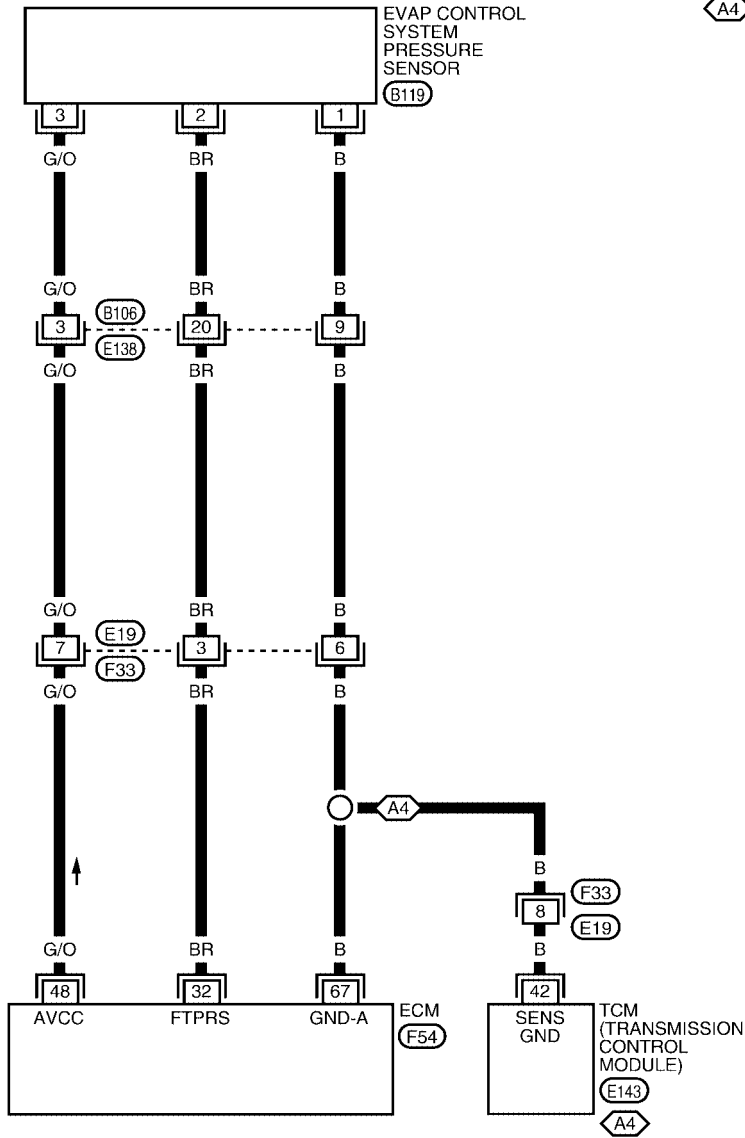 A4
EVAP CONTROL
SYSTEM
PRESSURE
SENSOR
B119
3 2 1
G/O BR B
G/O BR B
B106
3 20 9
E138
G/O BR B
G/O BR B
E19
7 3 6
F33
G/O BR B
A4
B
F33
8
E19
G/O BR B B
48 32 67 42
AVCC FTPRS GND-A
ECM
F54
SENS
GND
TCM
(TRANSMISSION
CONTROL
MODULE)
E143
A4